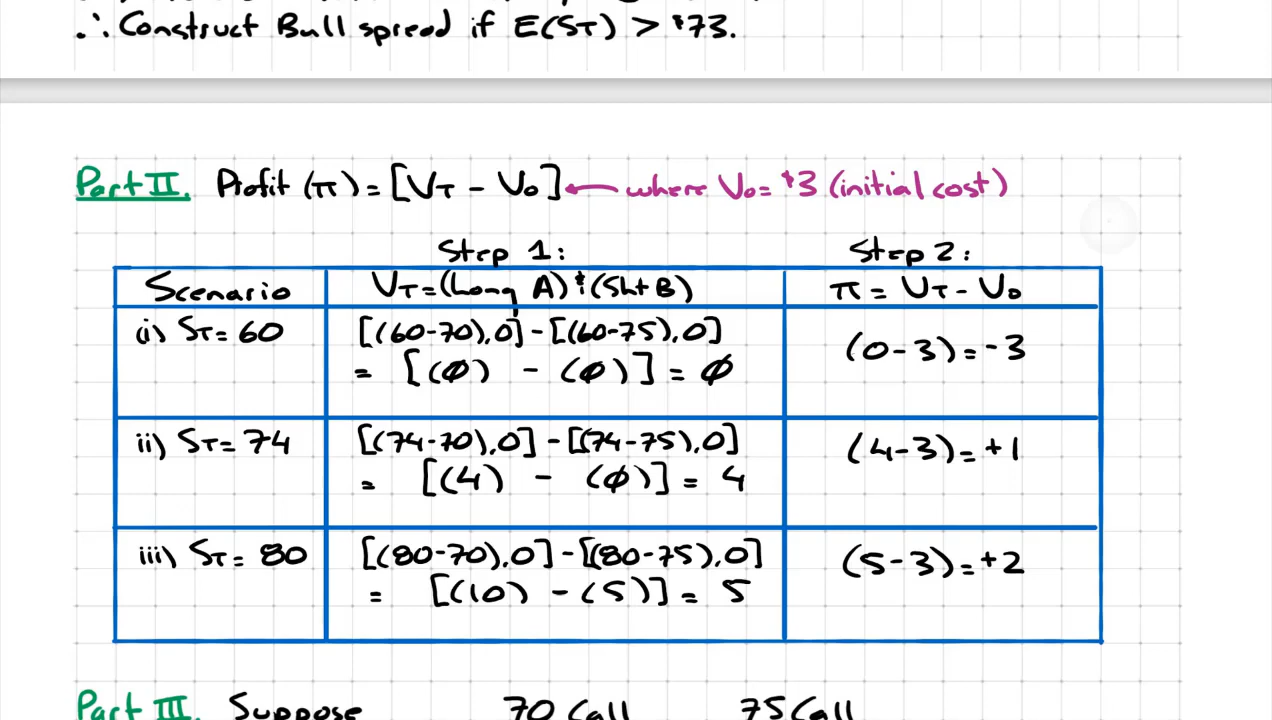 ∴ Construct Bull spread if E(ST) > $73.
Part II. Profit (π) = [VT - V0] ← where V0 = $3 (initial cost)
Step 1: Step 2:
Scenario VT = (Long A) & (Sht B) π = VT - V0
(i) ST = 60 [(60-70),0] - [(60-75),0] (0-3) = -3
= [(∅) - (∅)] = ∅
ii) ST = 74 [(74-70),0] - [(74-75),0] (4-3) = +1
= [(4) - (∅)] = 4
iii) ST = 80 [(80-70),0] - [(80-75),0] (5-3) = +2
= [(10) - (5)] = 5
Part III. Suppose 70 Call 75 Call